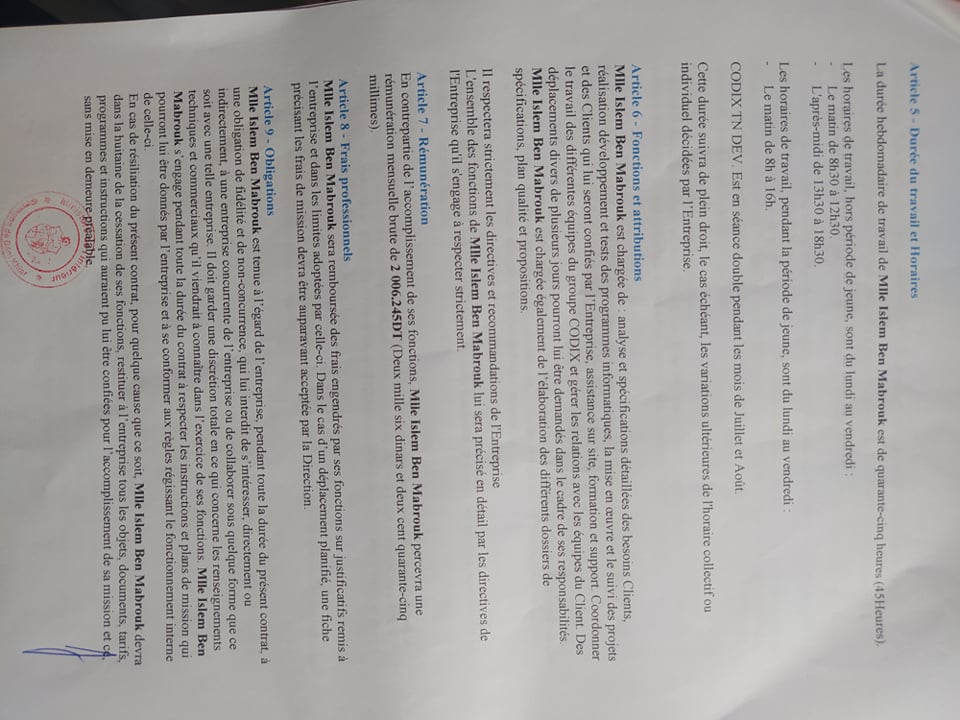 Article 5 - Durée du travail et Horaires
La durée hebdomadaire de travail de Mlle Islem Ben Mabrouk est de quarante-cinq heures (45Heures).
Les horaires de travail, hors période de jeune, sont du lundi au vendredi :
- Le matin de 8h30 à 12h30.
- L'après-midi de 13h30 à 18h30.
Les horaires de travail, pendant la période de jeune, sont du lundi au vendredi :
- Le matin de 8h à 16h.
CODIX TN DEV. Est en séance double pendant les mois de Juillet et Août.
Cette durée suivra de plein droit, le cas échéant, les variations ultérieures de l'horaire collectif ou
individuel décidées par l'Entreprise.
Article 6 - Fonctions et attributions
Mlle Islem Ben Mabrouk est chargée de : analyse et spécifications détaillées des besoins Clients,
réalisation développement et tests des programmes informatiques, la mise en œuvre et le suivi des projets
et des Clients qui lui seront confiés par l'Entreprise, assistance sur site, formation et support. Coordonner
le travail des différentes équipes du groupe CODIX et gérer les relations avec les équipes du Client. Des
déplacements divers de plusieurs jours pourront lui être demandés dans le cadre de ses responsabilités.
Mlle Islem Ben Mabrouk est chargée également de l'élaboration des différents dossiers de
spécifications, plan qualité et propositions.
Il respectera strictement les directives et recommandations de l'Entreprise
L'ensemble des fonctions de Mlle Islem Ben Mabrouk lui sera précisé en détail par les directives de
l'Entreprise qu'il s'engage à respecter strictement.
Article 7 - Rémunération
En contrepartie de l'accomplissement de ses fonctions, Mlle Islem Ben Mabrouk percevra une
rémunération mensuelle brute de 2 006.245DT (Deux mille six dinars et deux cent quarante-cinq
millimes).
Article 8 - Frais professionnels
Mlle Islem Ben Mabrouk sera remboursée des frais engendrés par ses fonctions sur justificatifs remis à
l'entreprise et dans les limites adoptées par celle-ci. Dans le cas d'un déplacement planifié, une fiche
précisant les frais de mission devra être auparavant acceptée par la Direction.
Article 9 - Obligations
Mlle Islem Ben Mabrouk est tenue à l'égard de l'entreprise, pendant toute la durée du présent contrat, à
une obligation de fidélité et de non-concurrence, qui lui interdit de s'intéresser, directement ou
indirectement, à une entreprise concurrente de l'entreprise ou de collaborer sous quelque forme que ce
soit avec une telle entreprise. Il doit garder une discrétion totale en ce qui concerne les renseignements
techniques et commerciaux qu'il viendrait à connaître dans l'exercice de ses fonctions. Mlle Islem Ben
Mabrouk s'engage pendant toute la durée du contrat à respecter les instructions et plans de mission qui
pourront lui être donnés par l'entreprise et à se conformer aux règles régissant le fonctionnement interne
de celle-ci.
En cas de résiliation du présent contrat, pour quelque cause que ce soit, Mlle Islem Ben Mabrouk devra
dans la huitaine de la cessation de ses fonctions, restituer à l'entreprise tous les objets, documents, tarifs,
programmes et instructions qui auraient pu lui être confiées pour l'accomplissement de sa mission et ce,
sans mise en demeure préalable.